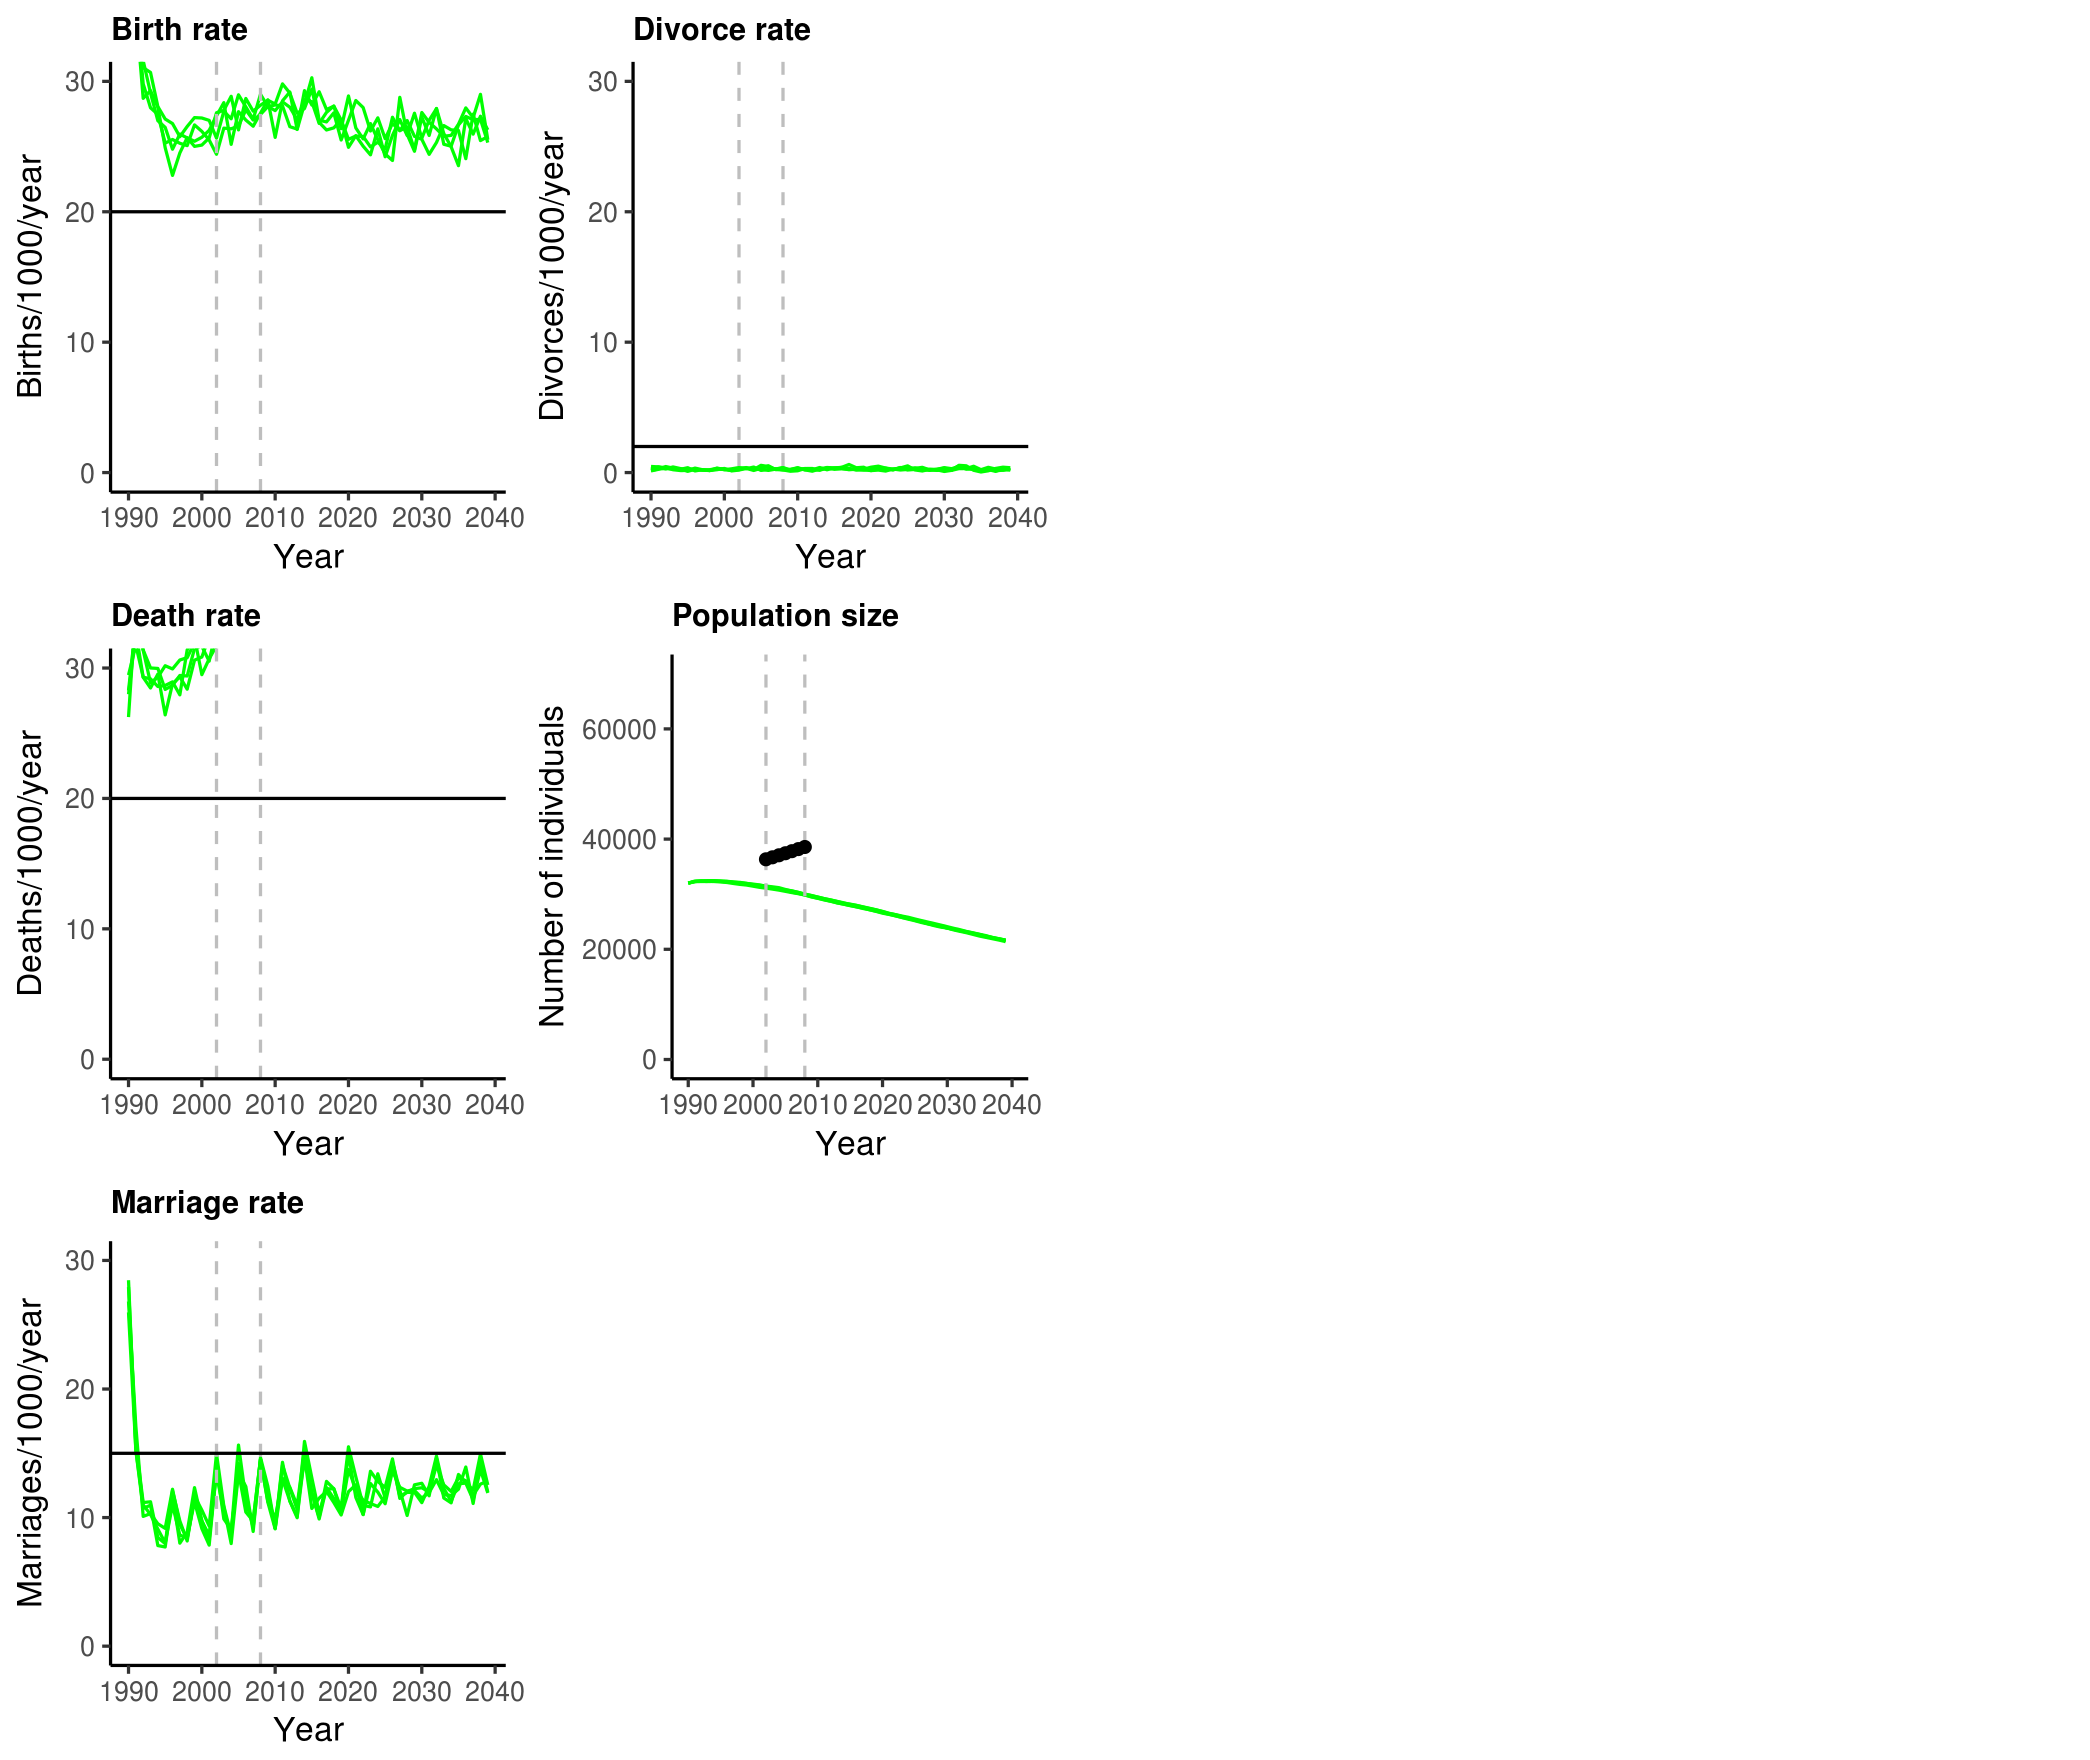 Birth rate
Births/1000/year
30
20
10
0
1990 2000 2010 2020 2030 2040
Year
Divorce rate
Divorces/1000/year
30
20
10
0
1990 2000 2010 2020 2030 2040
Year
Death rate
Deaths/1000/year
30
20
10
0
1990 2000 2010 2020 2030 2040
Year
Population size
Number of individuals
60000
40000
20000
0
1990 2000 2010 2020 2030 2040
Year
Marriage rate
Marriages/1000/year
30
20
10
0
1990 2000 2010 2020 2030 2040
Year